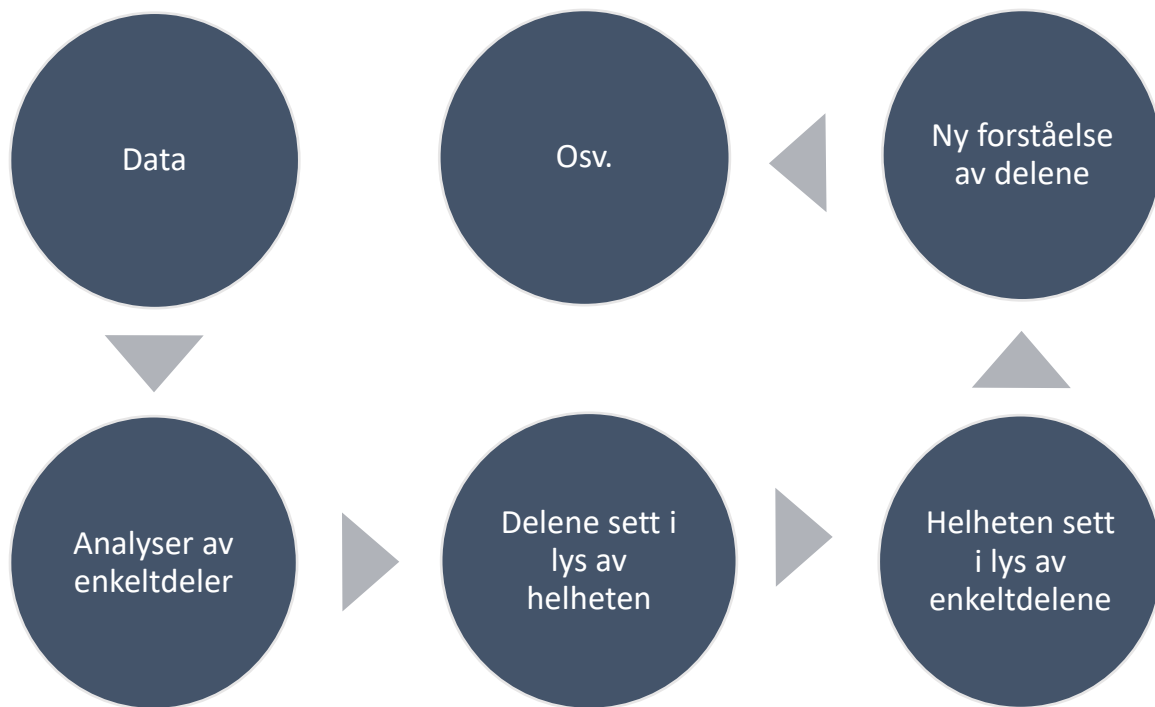 Data
Analyser av
enkeltdeler
Delene sett i
lys av
helheten
Helheten sett
i lys av
enkeltdelene
Ny forståelse
av delene
Osv.